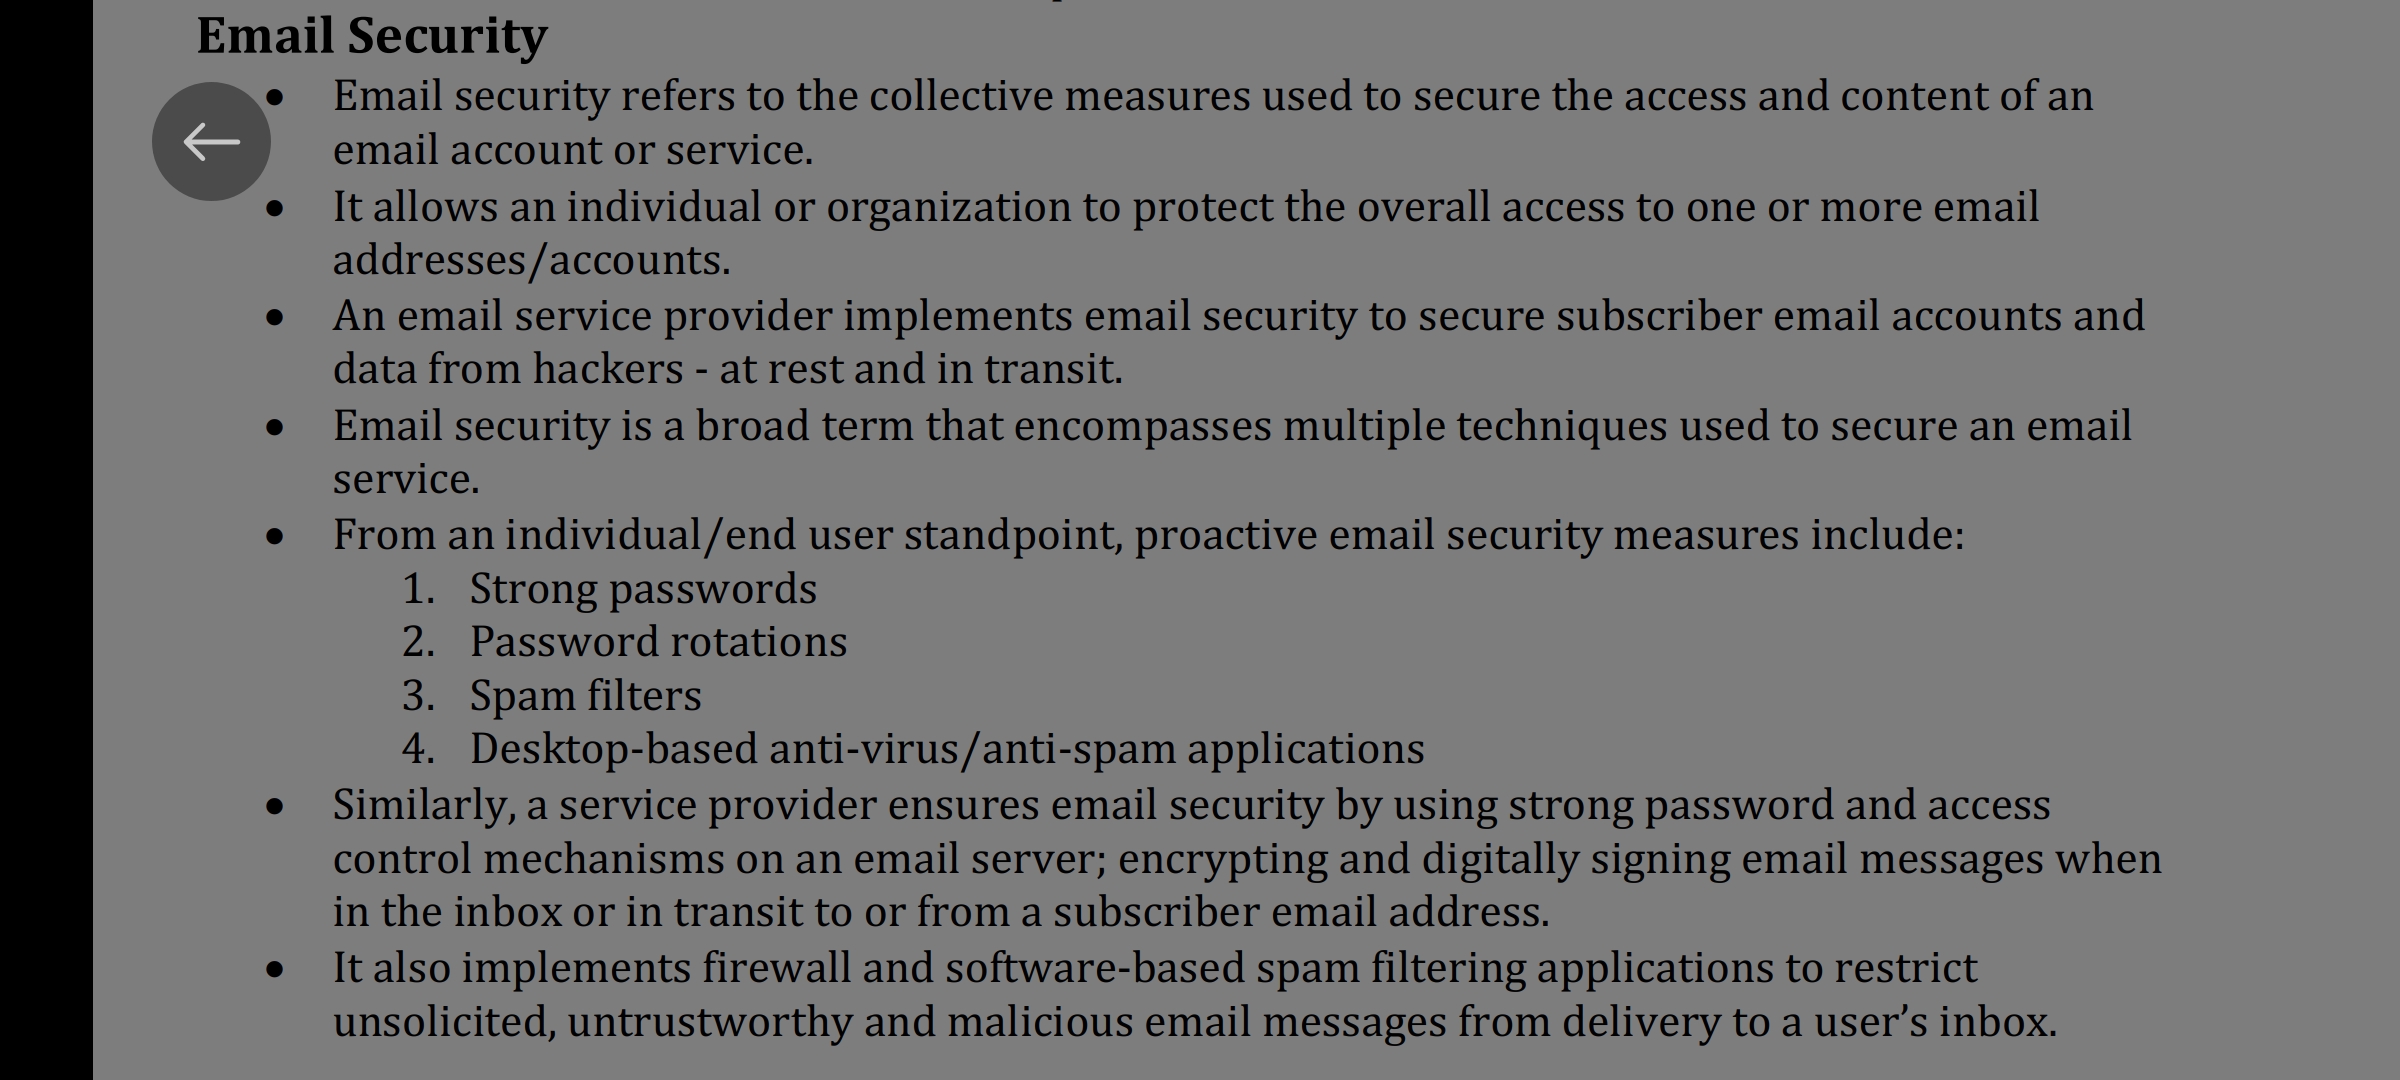 Email Security
• Email security refers to the collective measures used to secure the access and content of an
email account or service.
• It allows an individual or organization to protect the overall access to one or more email
addresses/accounts.
• An email service provider implements email security to secure subscriber email accounts and
data from hackers - at rest and in transit.
• Email security is a broad term that encompasses multiple techniques used to secure an email
service.
• From an individual/end user standpoint, proactive email security measures include:
1. Strong passwords
2. Password rotations
3. Spam filters
4. Desktop-based anti-virus/anti-spam applications
• Similarly, a service provider ensures email security by using strong password and access
control mechanisms on an email server; encrypting and digitally signing email messages when
in the inbox or in transit to or from a subscriber email address.
• It also implements firewall and software-based spam filtering applications to restrict
unsolicited, untrustworthy and malicious email messages from delivery to a user’s inbox.